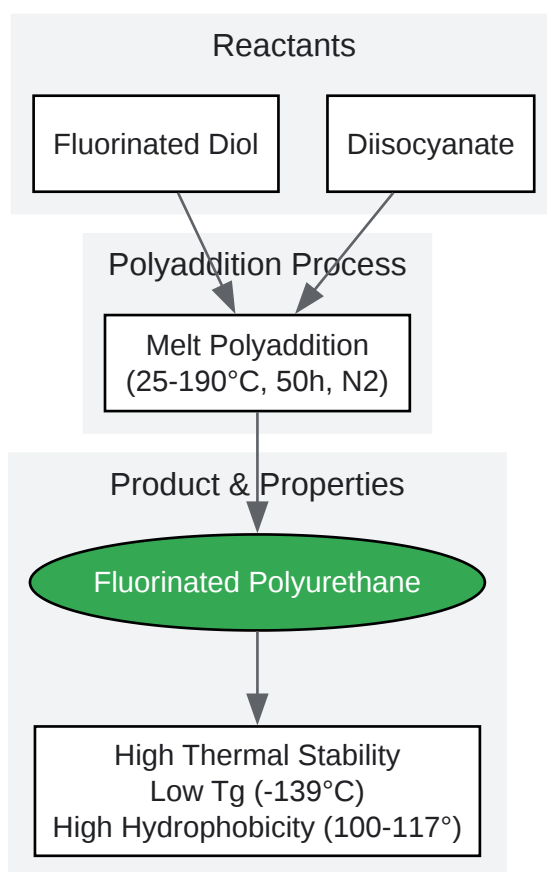 Reactants
Fluorinated Diol
Diisocyanate
Polyaddition Process
Melt Polyaddition
(25-190°C, 50h, N2)
Product & Properties
Fluorinated Polyurethane
High Thermal Stability
Low Tg (-139°C)
High Hydrophobicity (100-117°)